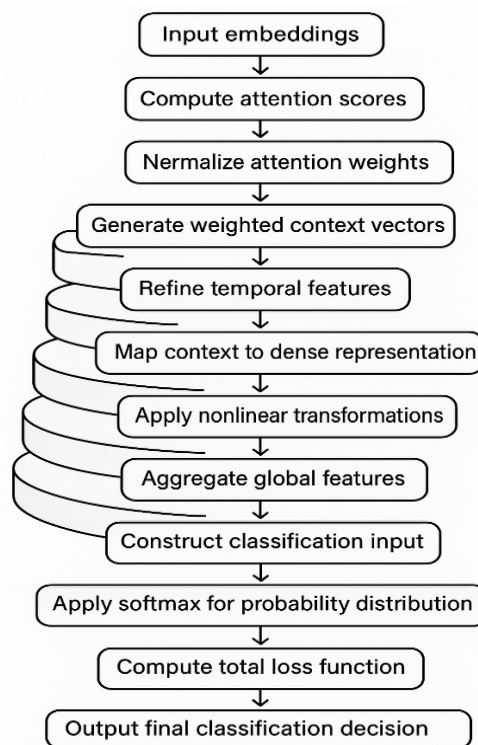 Input embeddings
Compute attention scores
Nermalize attention weights
Generate weighted context vectors
Refine temporal features
Map context to dense representation
Apply nonlinear transformations
Aggregate global features
Construct classification input
Apply softmax for probability distribution
Compute total loss function
Output final classification decision